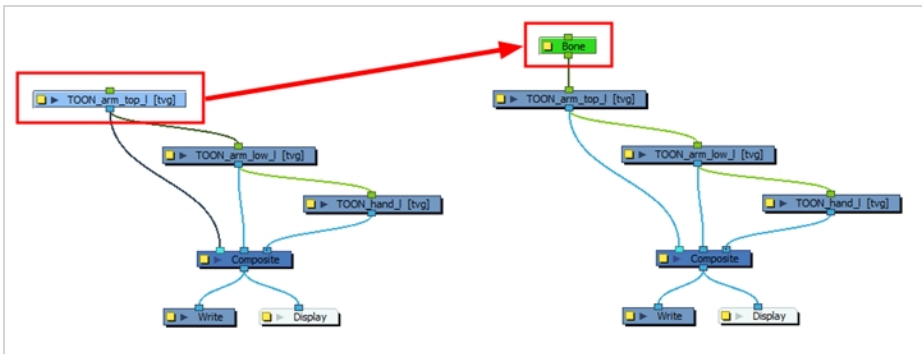 TOON_arm_top_l [tvg]
TOON_arm_low_l [tvg]
TOON_hand_l [tvg]
Composite
Write
Display
Bone
TOON_arm_top_l [tvg]
TOON_arm_low_l [tvg]
TOON_hand_l [tvg]
Composite
Write
Display